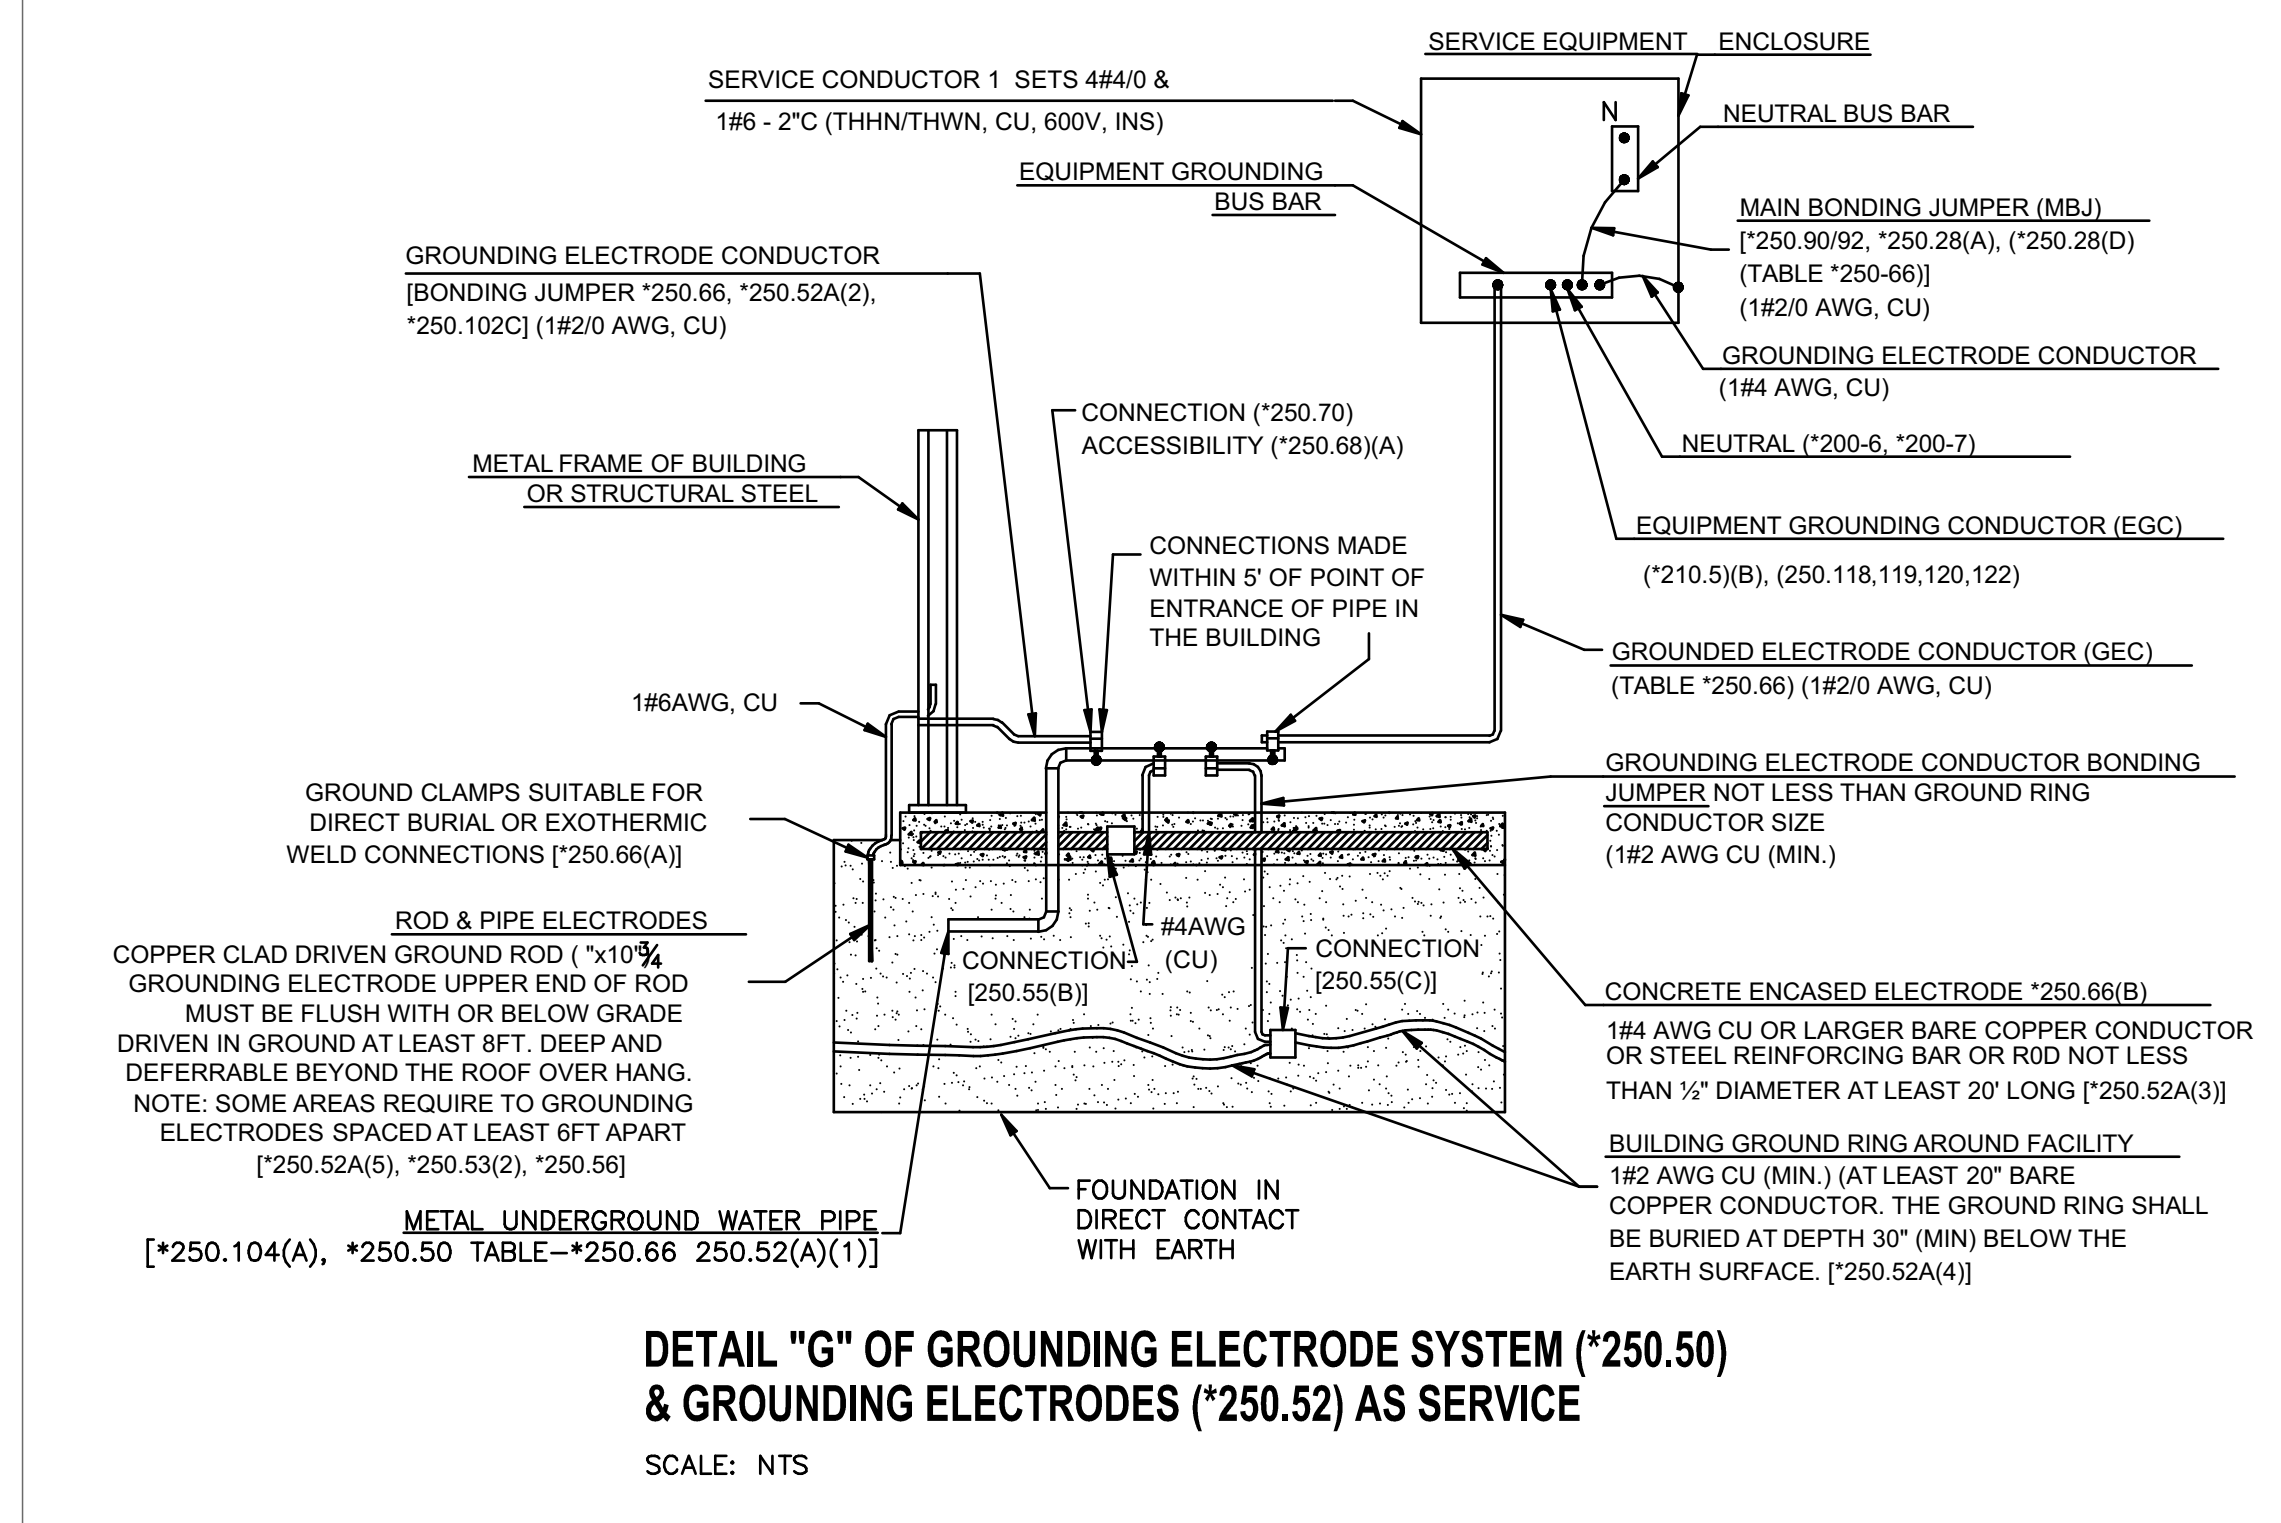 SERVICE EQUIPMENT ENCLOSURE
SERVICE CONDUCTOR 1 SETS 4#4/0 &
1#6 - 2"C (THHN/THWN, CU, 600V, INS)
N
NEUTRAL BUS BAR
EQUIPMENT GROUNDING
BUS BAR
MAIN BONDING JUMPER (MBJ)
[*250.90/92, *250.28(A), (*250.28(D)
(TABLE *250-66)]
(1#2/0 AWG, CU)
GROUNDING ELECTRODE CONDUCTOR
[BONDING JUMPER *250.66, *250.52A(2),
*250.102C] (1#2/0 AWG, CU)
GROUNDING ELECTRODE CONDUCTOR
(1#4 AWG, CU)
CONNECTION (*250.70)
ACCESSIBILITY (*250.68)(A)
NEUTRAL (*200-6, *200-7)
METAL FRAME OF BUILDING
OR STRUCTURAL STEEL
EQUIPMENT GROUNDING CONDUCTOR (EGC)
(*210.5)(B), (250.118,119,120,122)
CONNECTIONS MADE
WITHIN 5' OF POINT OF
ENTRANCE OF PIPE IN
THE BUILDING
GROUNDED ELECTRODE CONDUCTOR (GEC)
(TABLE *250.66) (1#2/0 AWG, CU)
1#6AWG, CU
GROUNDING ELECTRODE CONDUCTOR BONDING
JUMPER NOT LESS THAN GROUND RING
CONDUCTOR SIZE
(1#2 AWG CU (MIN.)
GROUND CLAMPS SUITABLE FOR
DIRECT BURIAL OR EXOTHERMIC
WELD CONNECTIONS [*250.66(A)]
ROD & PIPE ELECTRODES
COPPER CLAD DRIVEN GROUND ROD ( "x10'¾
GROUNDING ELECTRODE UPPER END OF ROD
MUST BE FLUSH WITH OR BELOW GRADE
DRIVEN IN GROUND AT LEAST 8FT. DEEP AND
DEFERRABLE BEYOND THE ROOF OVER HANG.
NOTE: SOME AREAS REQUIRE TO GROUNDING
ELECTRODES SPACED AT LEAST 6FT APART
[*250.52A(5), *250.53(2), *250.56]
#4AWG
(CU)
CONNECTION
[250.55(B)]
CONNECTION
[250.55(C)]
CONCRETE ENCASED ELECTRODE *250.66(B)
1#4 AWG CU OR LARGER BARE COPPER CONDUCTOR
OR STEEL REINFORCING BAR OR R0D NOT LESS
THAN ½" DIAMETER AT LEAST 20' LONG [*250.52A(3)]
BUILDING GROUND RING AROUND FACILITY
1#2 AWG CU (MIN.) (AT LEAST 20" BARE
COPPER CONDUCTOR. THE GROUND RING SHALL
BE BURIED AT DEPTH 30" (MIN) BELOW THE
EARTH SURFACE. [*250.52A(4)]
METAL UNDERGROUND WATER PIPE
[*250.104(A), *250.50 TABLE-*250.66 250.52(A)(1)]
FOUNDATION IN
DIRECT CONTACT
WITH EARTH
DETAIL "G" OF GROUNDING ELECTRODE SYSTEM (*250.50)
& GROUNDING ELECTRODES (*250.52) AS SERVICE
SCALE: NTS